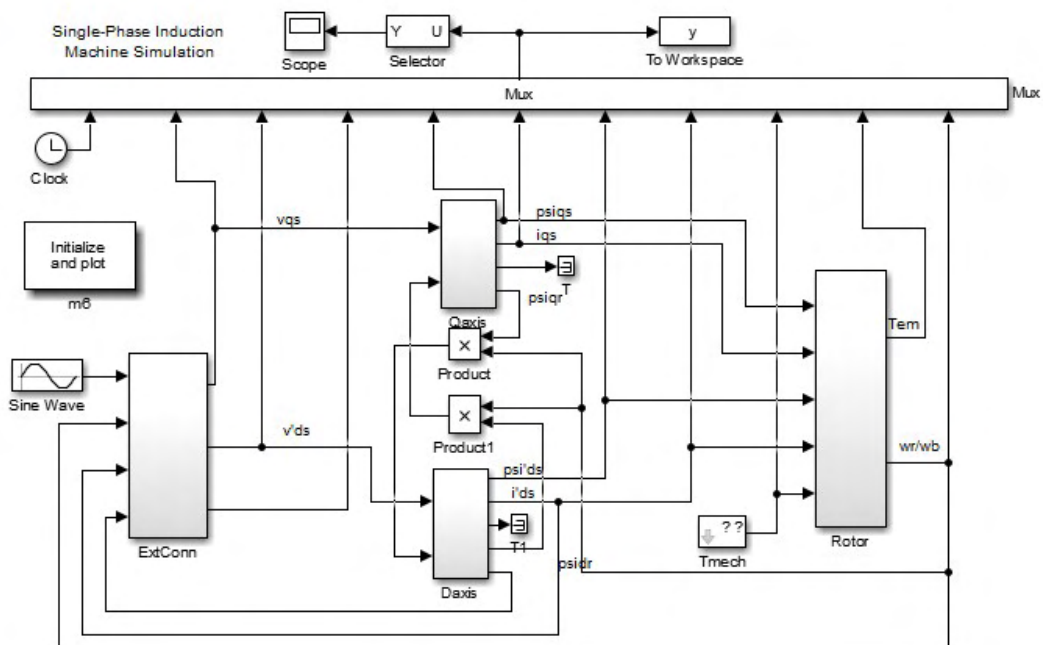 Single-Phase Induction
Machine Simulation
Scope
Y U
Selector
y
To Workspace
Mux
Mux
Clock
Initialize
and plot
m6
vqs
psiqs
iqs
T
psiqr
Qaxis
×
Product
×
Product1
Sine Wave
v'ds
psi'ds
i'ds
T1
psidr
Daxis
ExtConn
Tem
wr/wb
Rotor
? ?
Tmech